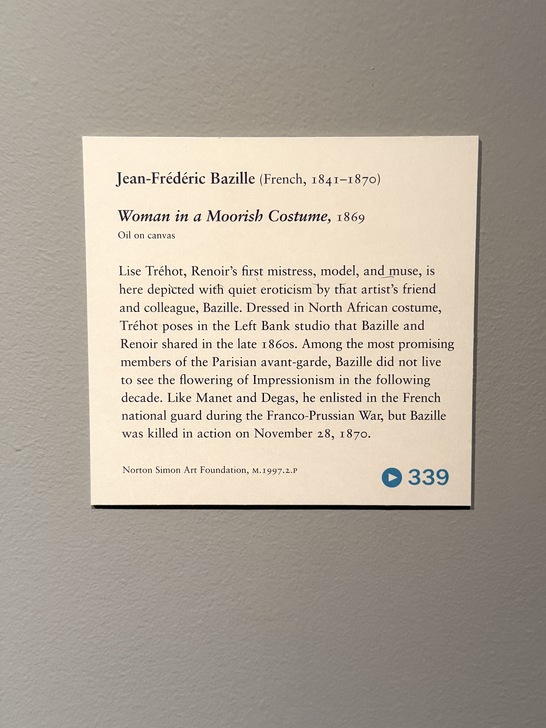 Jean-Frédéric Bazille (French, 1841–1870)
Woman in a Moorish Costume, 1869
Oil on canvas
Lise Tréhot, Renoir's first mistress, model, and muse, is
here depicted with quiet eroticism by that artist's friend
and colleague, Bazille. Dressed in North African costume,
Tréhot poses in the Left Bank studio that Bazille and
Renoir shared in the late 1860s. Among the most promising
members of the Parisian avant-garde, Bazille did not live
to see the flowering of Impressionism in the following
decade. Like Manet and Degas, he enlisted in the French
national guard during the Franco-Prussian War, but Bazille
was killed in action on November 28, 1870.
Norton Simon Art Foundation, M.1997.2.P
339